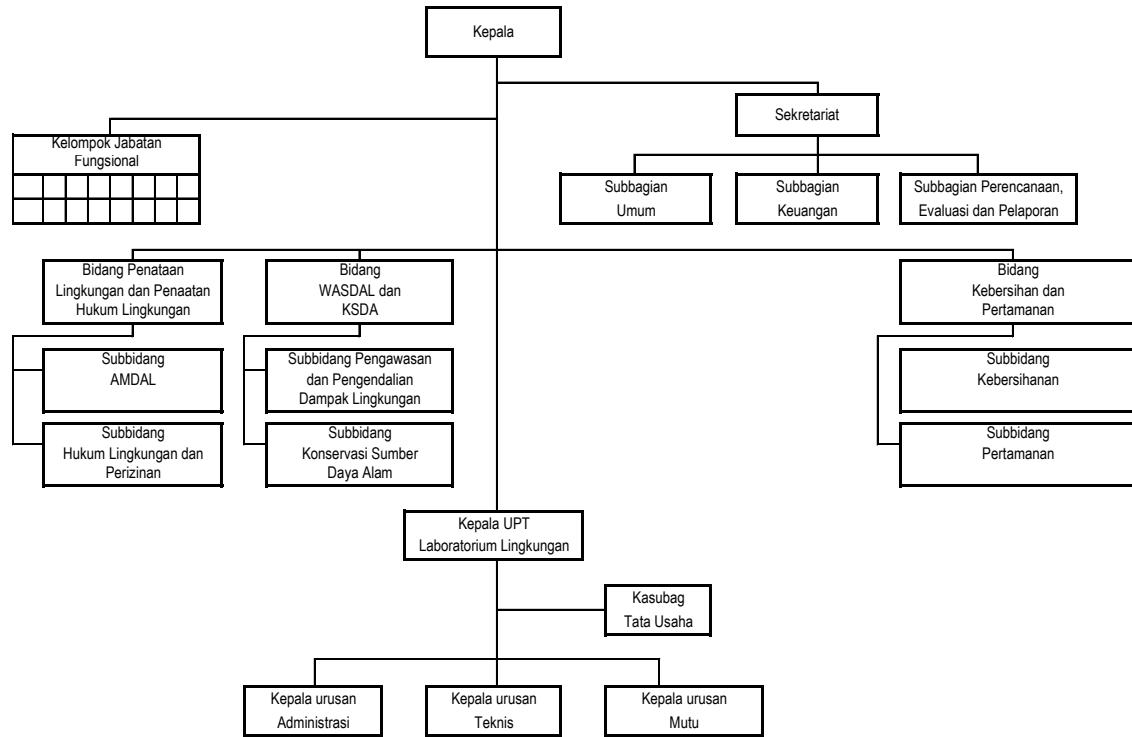 Kepala
Sekretariat
Kelompok Jabatan
Fungsional
Subbagian
Umum
Subbagian
Keuangan
Subbagian Perencanaan,
Evaluasi dan Pelaporan
Bidang Penataan
Lingkungan dan Penaatan
Hukum Lingkungan
Bidang
WASDAL dan
KSDA
Bidang
Kebersihan dan
Pertamanan
Subbidang
AMDAL
Subbidang Pengawasan
dan Pengendalian
Dampak Lingkungan
Subbidang
Kebersihanan
Subbidang
Hukum Lingkungan dan
Perizinan
Subbidang
Konservasi Sumber
Daya Alam
Subbidang
Pertamanan
Kepala UPT
Laboratorium Lingkungan
Kasubag
Tata Usaha
Kepala urusan
Administrasi
Kepala urusan
Teknis
Kepala urusan
Mutu